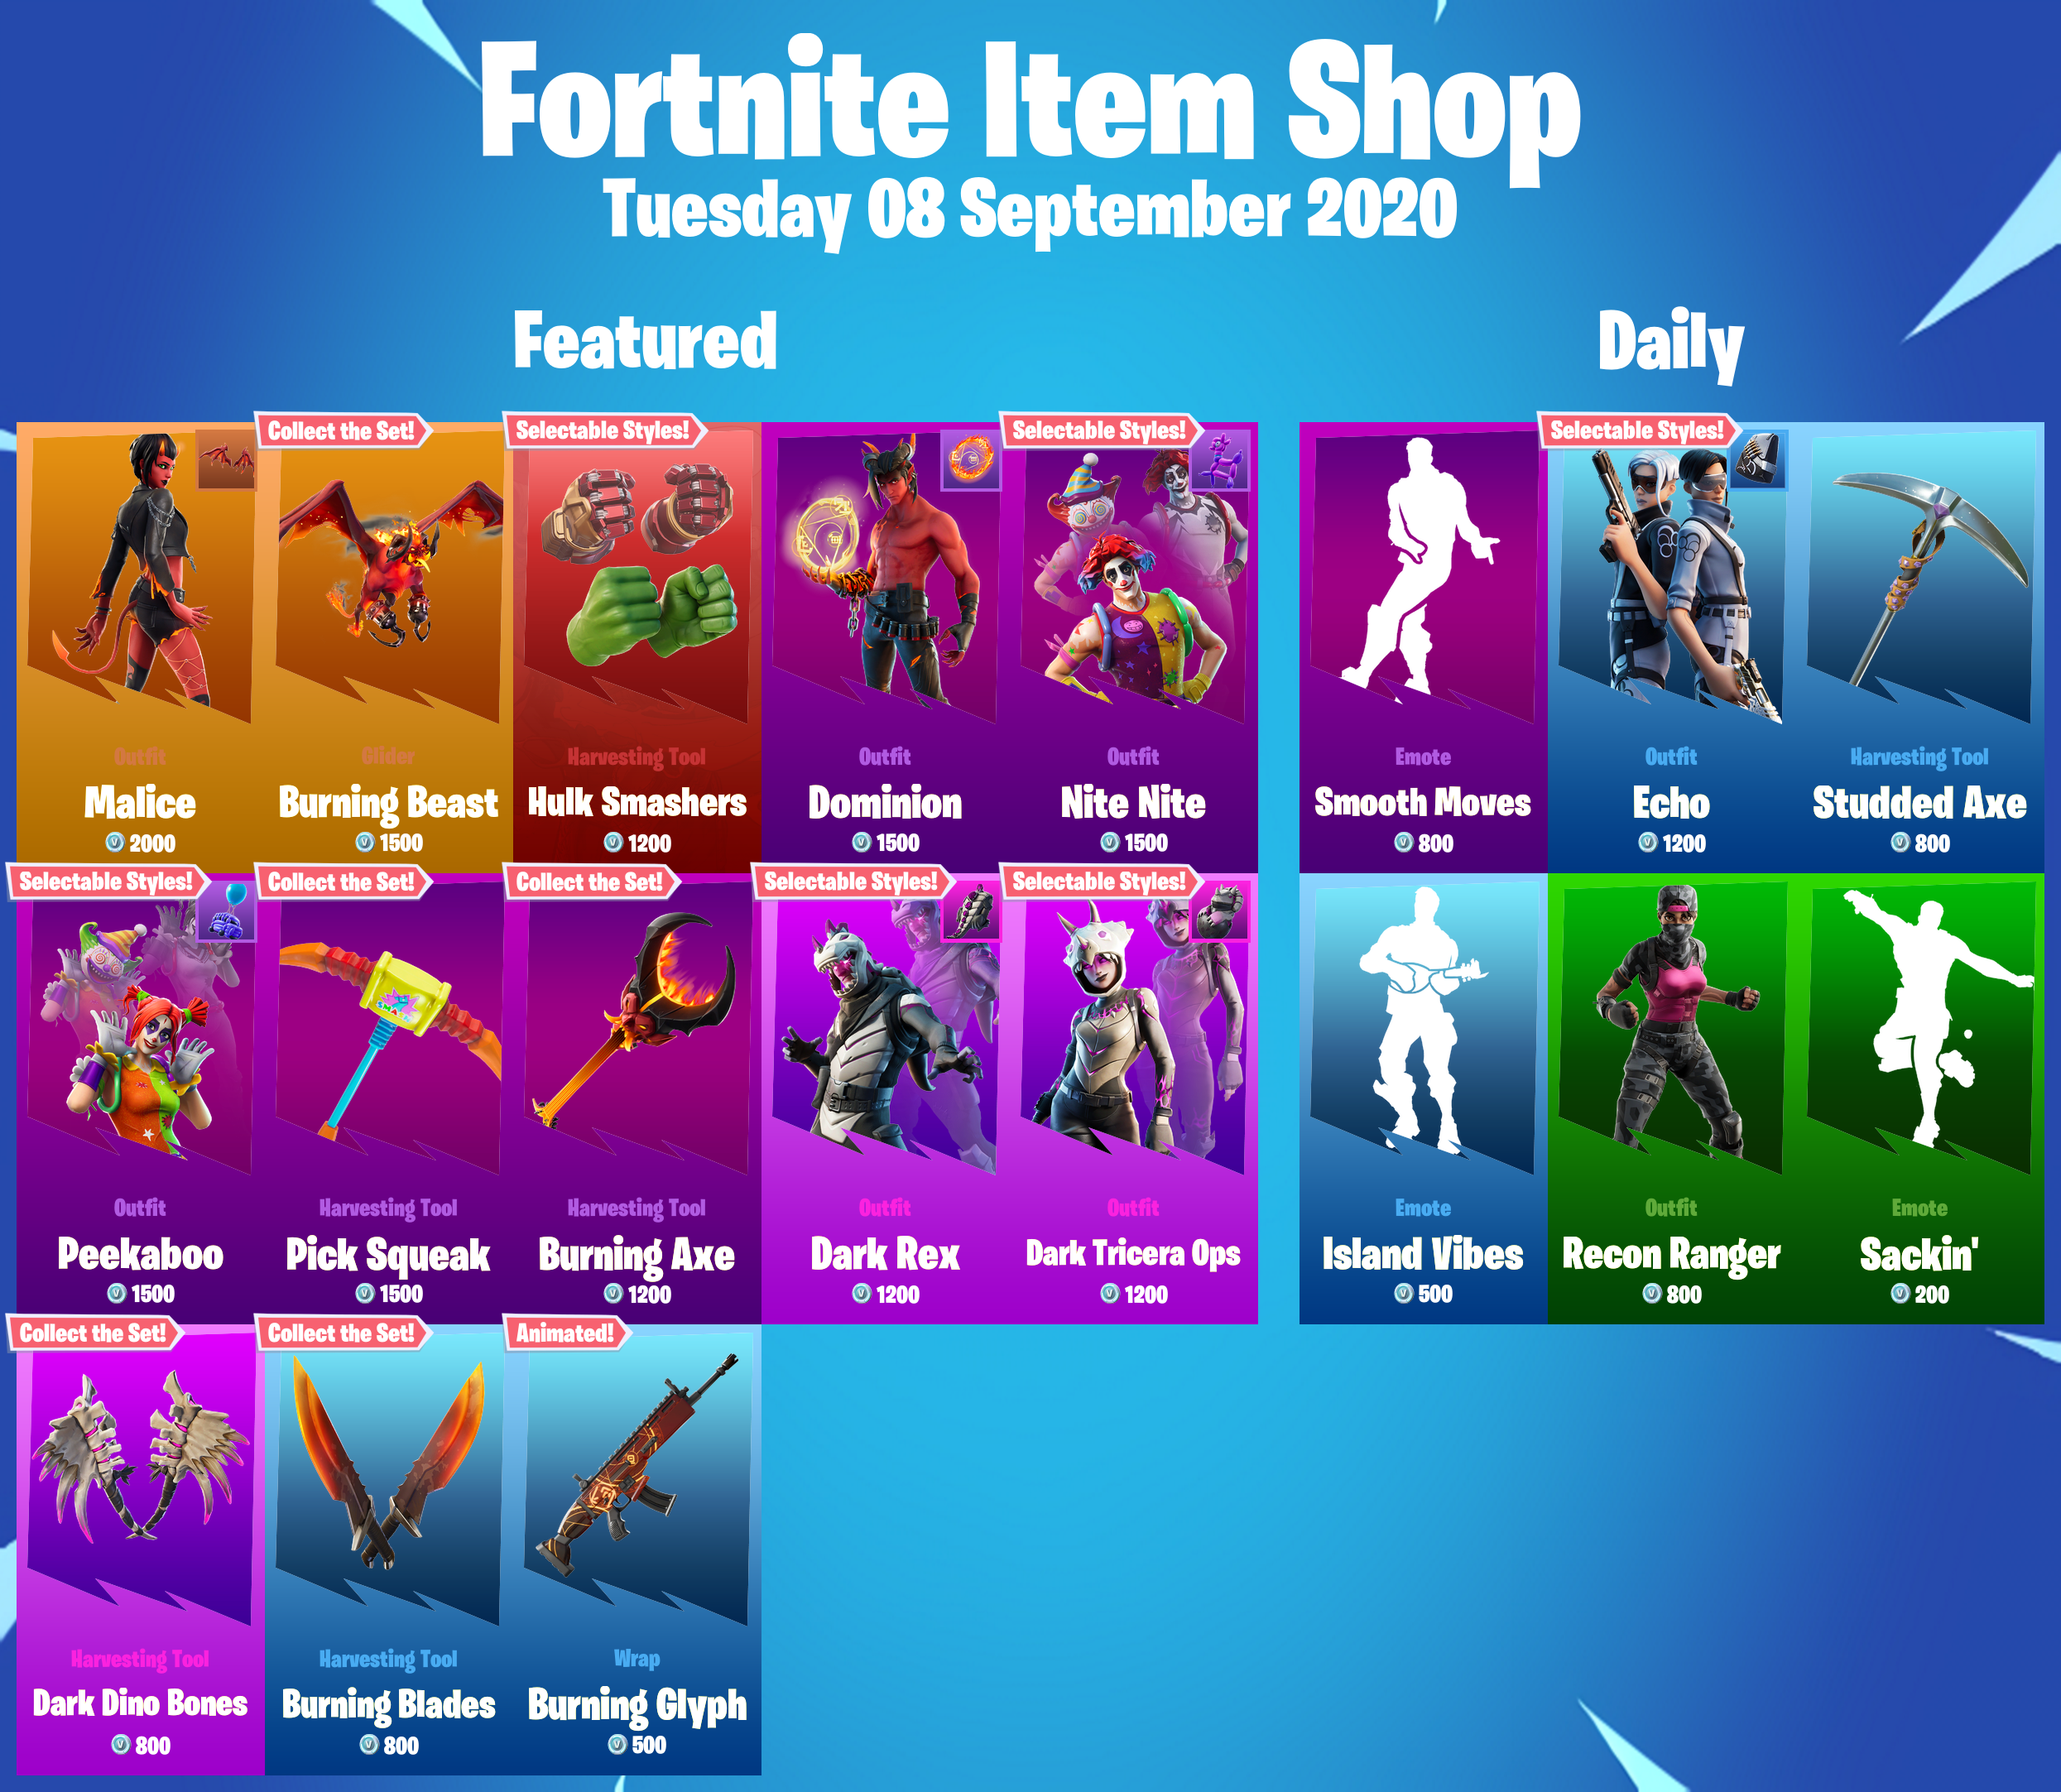 Fortnite Item Shop
Tuesday 08 September 2020
Featured
Outfit
Malice
2000
Collect the Set!
Glider
Burning Beast
1500
Selectable Styles!
Harvesting Tool
Hulk Smashers
1200
Outfit
Dominion
1500
Selectable Styles!
Outfit
Nite Nite
1500
Selectable Styles!
Outfit
Peekaboo
1500
Collect the Set!
Harvesting Tool
Pick Squeak
1500
Collect the Set!
Harvesting Tool
Burning Axe
1200
Selectable Styles!
Outfit
Dark Rex
1200
Selectable Styles!
Outfit
Dark Tricera Ops
1200
Collect the Set!
Harvesting Tool
Dark Dino Bones
800
Collect the Set!
Harvesting Tool
Burning Blades
800
Animated!
Wrap
Burning Glyph
500
Daily
Emote
Smooth Moves
800
Selectable Styles!
Outfit
Echo
1200
Harvesting Tool
Studded Axe
800
Emote
Island Vibes
500
Outfit
Recon Ranger
800
Emote
Sackin'
200